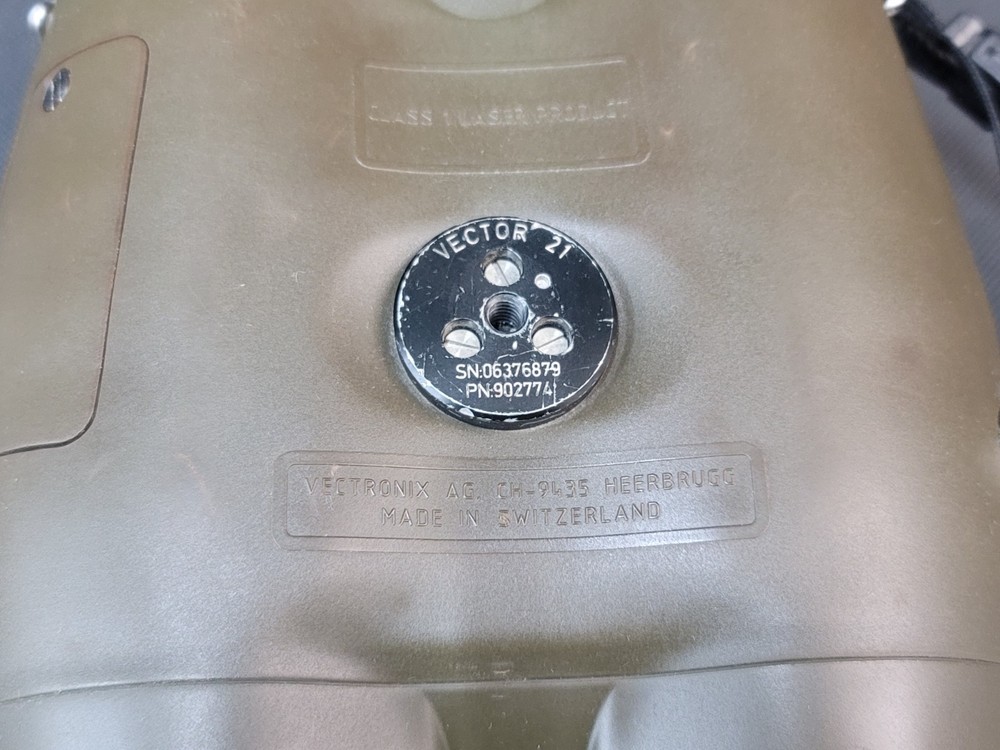 CLASS 1 LASER PRODUCT
VECTOR 21
SN:06376879
PN:902774
VECTRONIX AG. CH-9435 HEERBRUGG
MADE IN SWITZERLAND